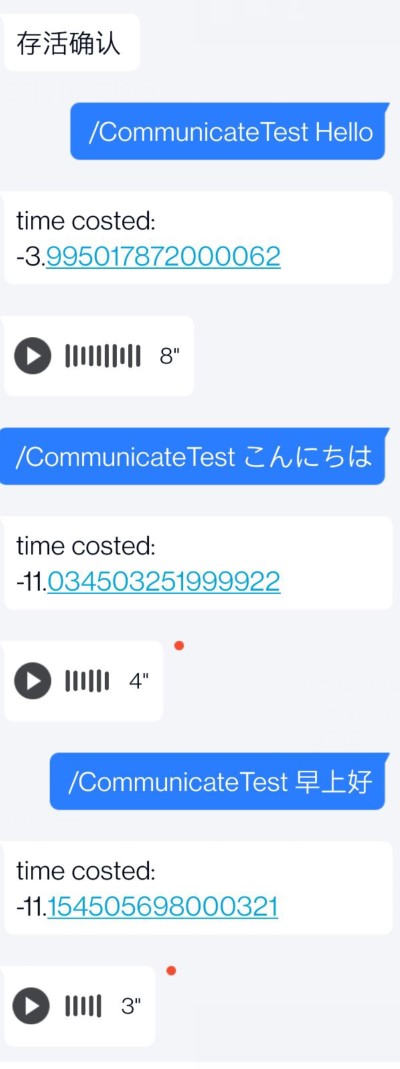 存活确认
/CommunicateTest Hello
time costed:
-3.995017872000062
8"
/CommunicateTest こんにちは
time costed:
-11.034503251999922
4"
/CommunicateTest 早上好
time costed:
-11.154505698000321
3"